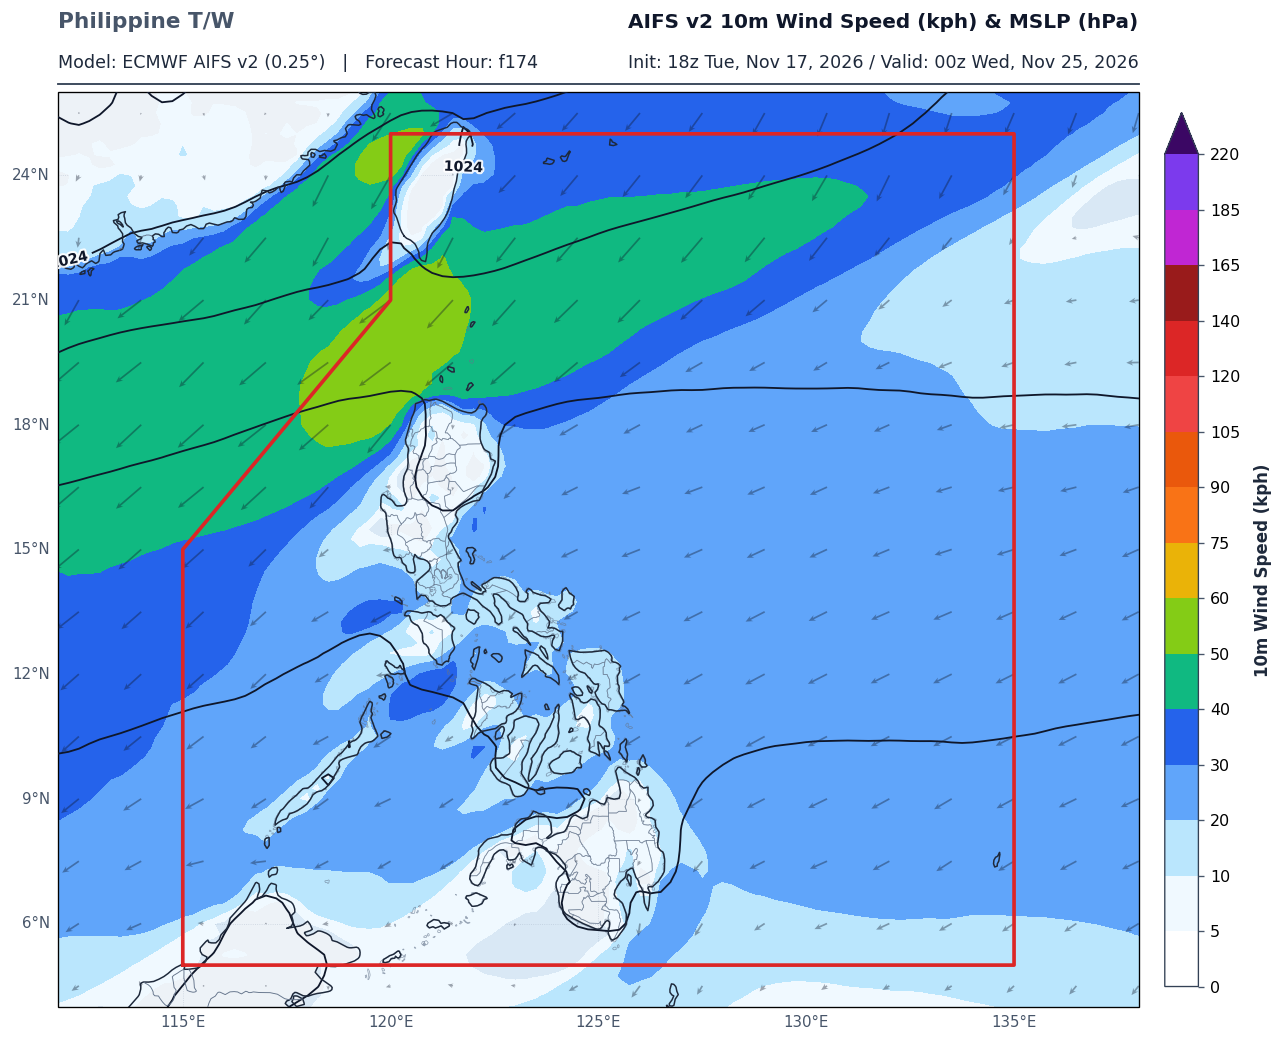 Philippine T/W
AIFS v2 10m Wind Speed (kph) & MSLP (hPa)
Model: ECMWF AIFS v2 (0.25°) | Forecast Hour: f174
Init: 18z Tue, Nov 17, 2026 / Valid: 00z Wed, Nov 25, 2026
1024
024
24°N
21°N
18°N
15°N
12°N
9°N
6°N
115°E
120°E
125°E
130°E
135°E
220
185
165
140
120
105
90
75
60
50
40
30
20
10
5
0
10m Wind Speed (kph)